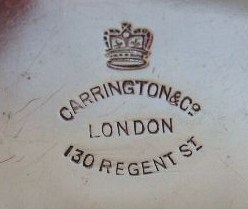 CARRINGTON & Co
LONDON
130 REGENT ST